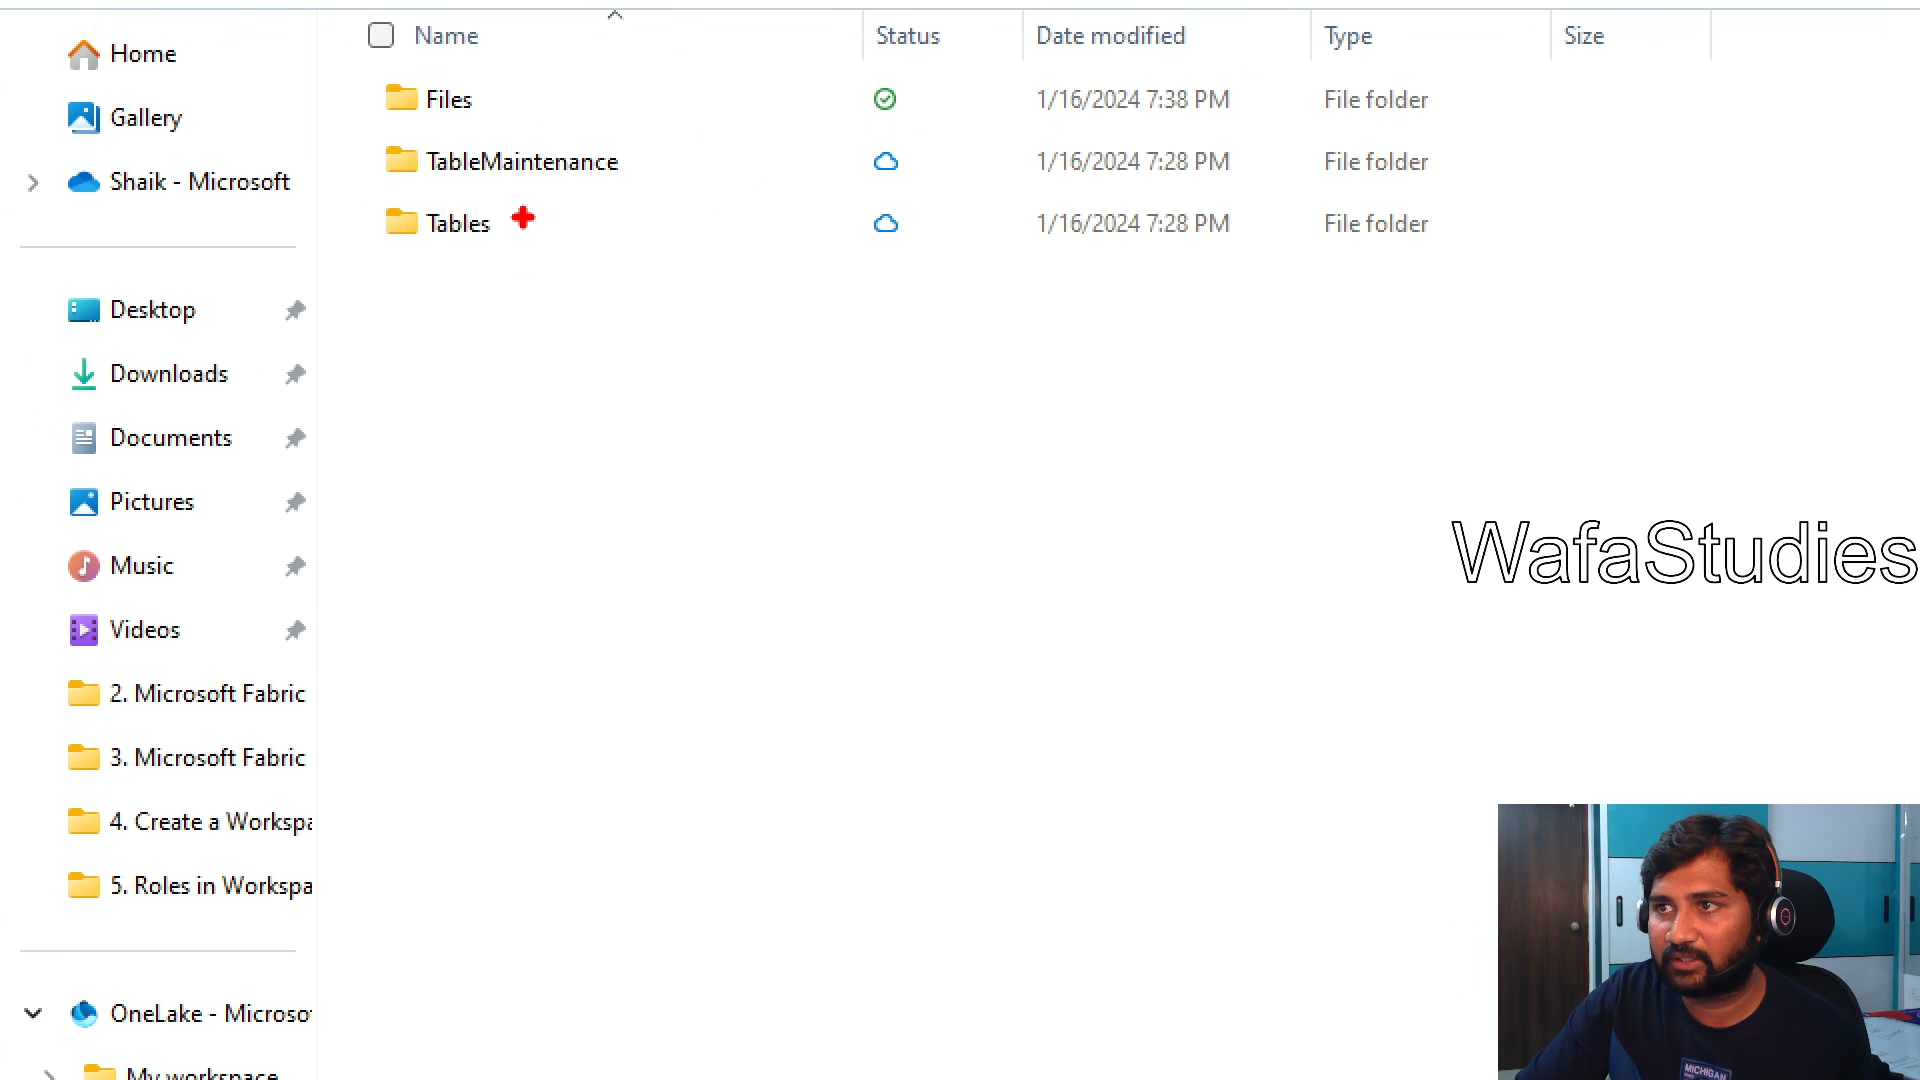 Home
Gallery
Shaik - Microsoft
Desktop
Downloads
Documents
Pictures
Music
Videos
2. Microsoft Fabric
3. Microsoft Fabric
4. Create a Workspa
5. Roles in Workspa
OneLake - Microso
My workspace
Name Status Date modified Type Size
Files 1/16/2024 7:38 PM File folder
TableMaintenance 1/16/2024 7:28 PM File folder
Tables 1/16/2024 7:28 PM File folder
WafaStudies
MICHIGAN